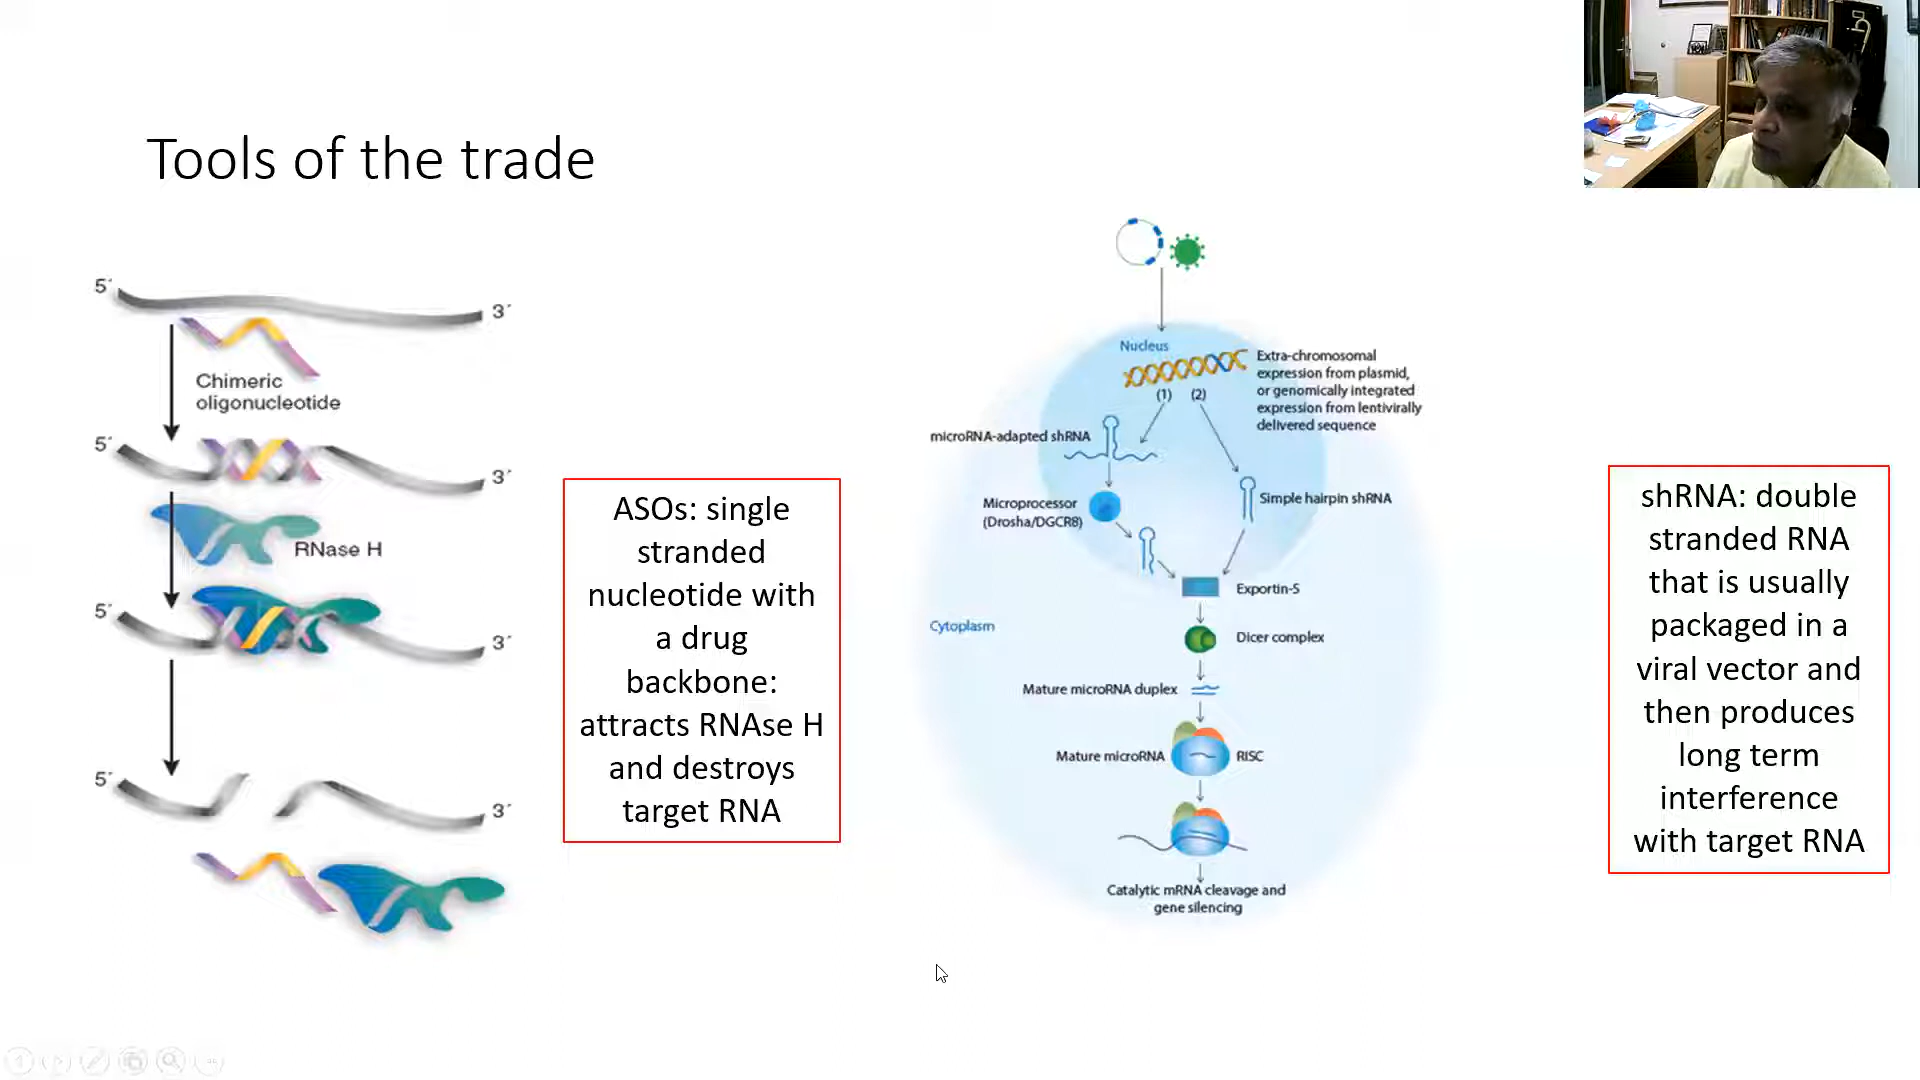 Tools of the trade
5´
3´
Chimeric
oligonucleotide
5´
3´
RNase H
5´
3´
5´
3´
ASOs: single
stranded
nucleotide with
a drug
backbone:
attracts RNAse H
and destroys
target RNA
Nucleus
Extra-chromosomal
expression from plasmid,
or genomically integrated
expression from lentivirally
delivered sequence
(1) (2)
microRNA-adapted shRNA
Microprocessor
(Drosha/DGCR8)
Simple hairpin shRNA
Exportin-5
Cytoplasm
Dicer complex
Mature microRNA duplex
Mature microRNA
RISC
Catalytic mRNA cleavage and
gene silencing
shRNA: double
stranded RNA
that is usually
packaged in a
viral vector and
then produces
long term
interference
with target RNA